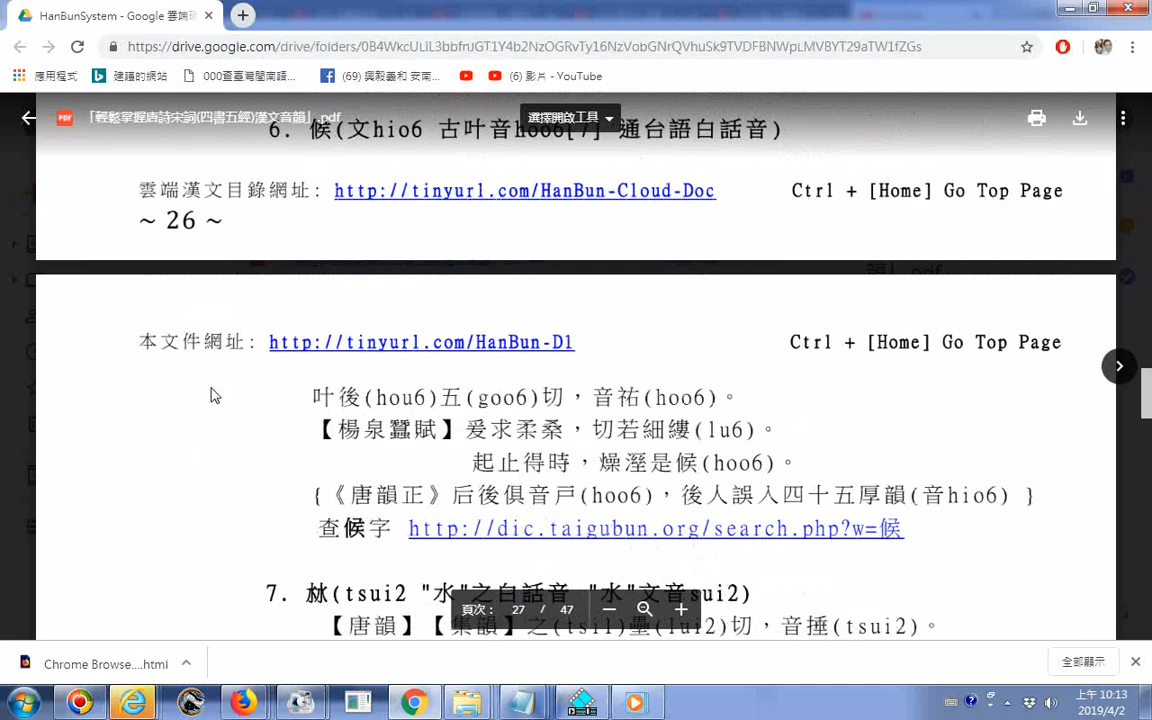 HanBunSystem - Google 雲端硬
https://drive.google.com/drive/folders/0B4WkcULlL3bbfnJGT1Y4b2NzOGRvTy16NzVobGNrQVhuSk9TVDFBNWpLMVBYT29aTW1fZGs
應用程式 建議的網站 000查臺灣閩南語... (69) 與殺義和 安南... (6) 影片 - YouTube
「輕鬆掌握唐詩宋詞(四書五經)漢文音韻」.pdf
選擇開啟工具
6. 候(文hio6 古叶音hoo6[7] 通台語白話音)
雲端漢文目錄網址: http://tinyurl.com/HanBun-Cloud-Doc Ctrl + [Home] Go Top Page
~ 26 ~
本文件網址: http://tinyurl.com/HanBun-D1 Ctrl + [Home] Go Top Page
叶後(hou6)五(goo6)切，音祜(hoo6)。
【楊泉蠶賦】爰求柔桑，切若細縷(lu6)。
起止得時，燥溼是候(hoo6)。
{《唐韻正》后後俱音戸(hoo6)，後人誤入四十五厚韻(音hio6) }
查候字 http://dic.taigubun.org/search.php?w=候
7. 沝(tsui2 "水"之白話音 "水"文音sui2)
頁次： 27 / 47
【唐韻】【集韻】之(tsi1)壘(lui2)切，音捶(tsui2)。
Chrome Browse....html
全部顯示
上午 10:13
2019/4/2